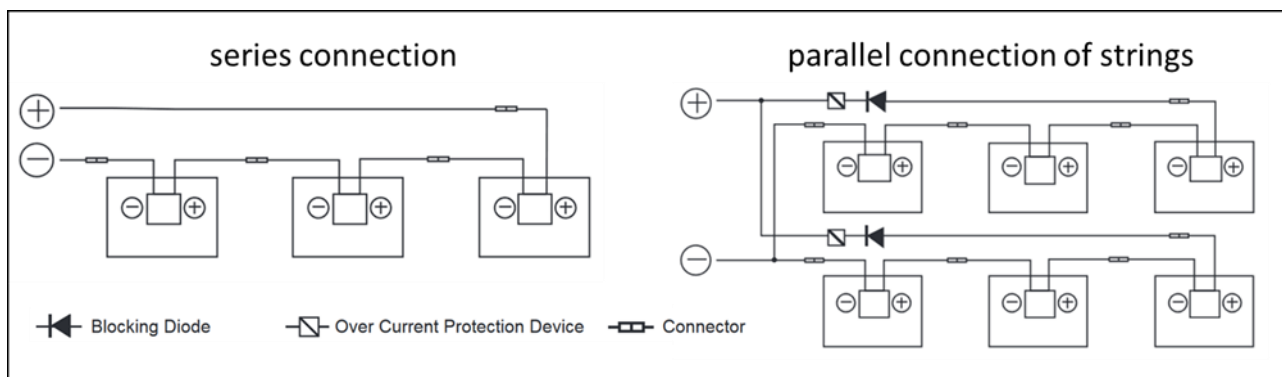 series connection
parallel connection of strings
+
−
− + − + − +
+
− + − + − +
−
− + − + − +
Blocking Diode
Over Current Protection Device
Connector